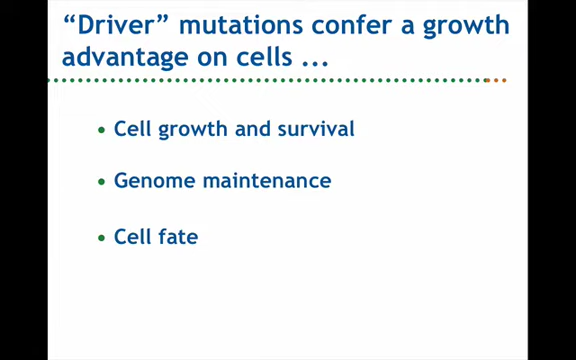 “Driver” mutations confer a growth
advantage on cells ...
• Cell growth and survival
• Genome maintenance
• Cell fate